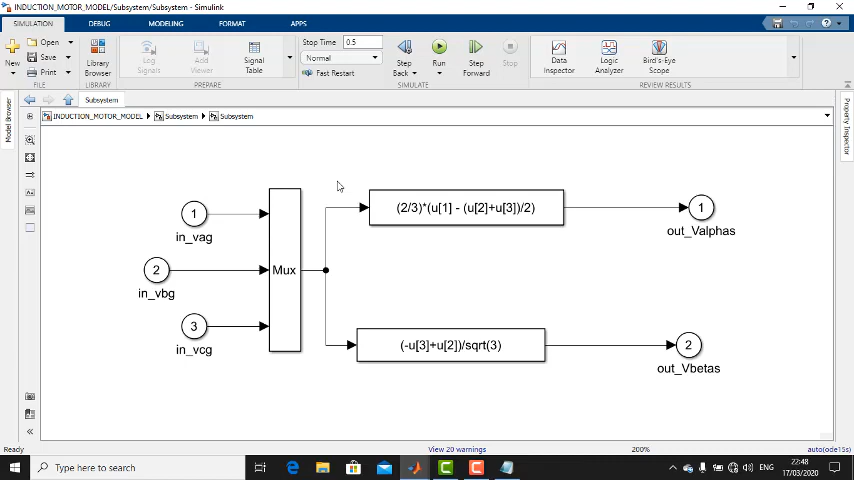 INDUCTION_MOTOR_MODEL/Subsystem/Subsystem - Simulink
SIMULATION DEBUG MODELING FORMAT APPS
New
Open
Save
Print
FILE
Library
Browser
LIBRARY
Log
Signals
Add
Viewer
Signal
Table
PREPARE
Stop Time 0.5
Normal
Fast Restart
Step
Back
Run
Step
Forward
Stop
SIMULATE
Data
Inspector
Logic
Analyzer
Bird's-Eye
Scope
REVIEW RESULTS
Subsystem
INDUCTION_MOTOR_MODEL Subsystem Subsystem
Model Browser
Property Inspector
1
in_vag
2
in_vbg
3
in_vcg
Mux
(2/3)*(u[1] - (u[2]+u[3])/2)
1
out_Valphas
(-u[3]+u[2])/sqrt(3)
2
out_Vbetas
Ready View 20 warnings 200% auto(ode15s)
Type here to search
ENG
22:48
17/03/2020